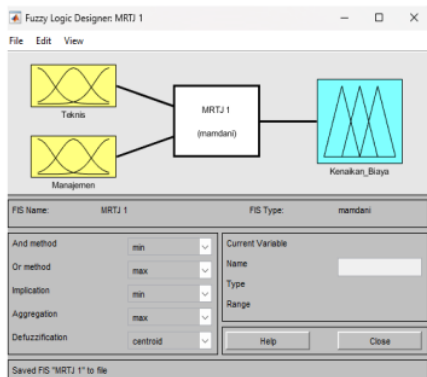 Fuzzy Logic Designer: MRTJ 1
File Edit View
Teknis
Manajemen
MRTJ 1
(mamdani)
Kenaikan_Biaya
FIS Name: MRTJ 1 FIS Type: mamdani
And method min
Or method max
Implication min
Aggregation max
Defuzzification centroid
Current Variable
Name
Type
Range
Help Close
Saved FIS "MRTJ 1" to file